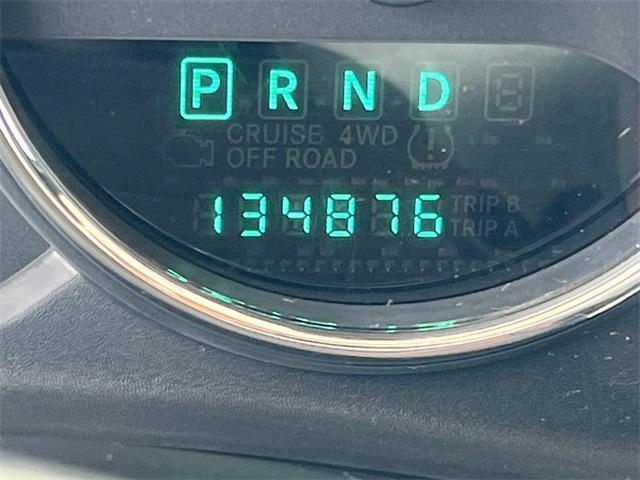 P R N D
CRUISE 4WD
OFF ROAD
134876
TRIP B
TRIP A